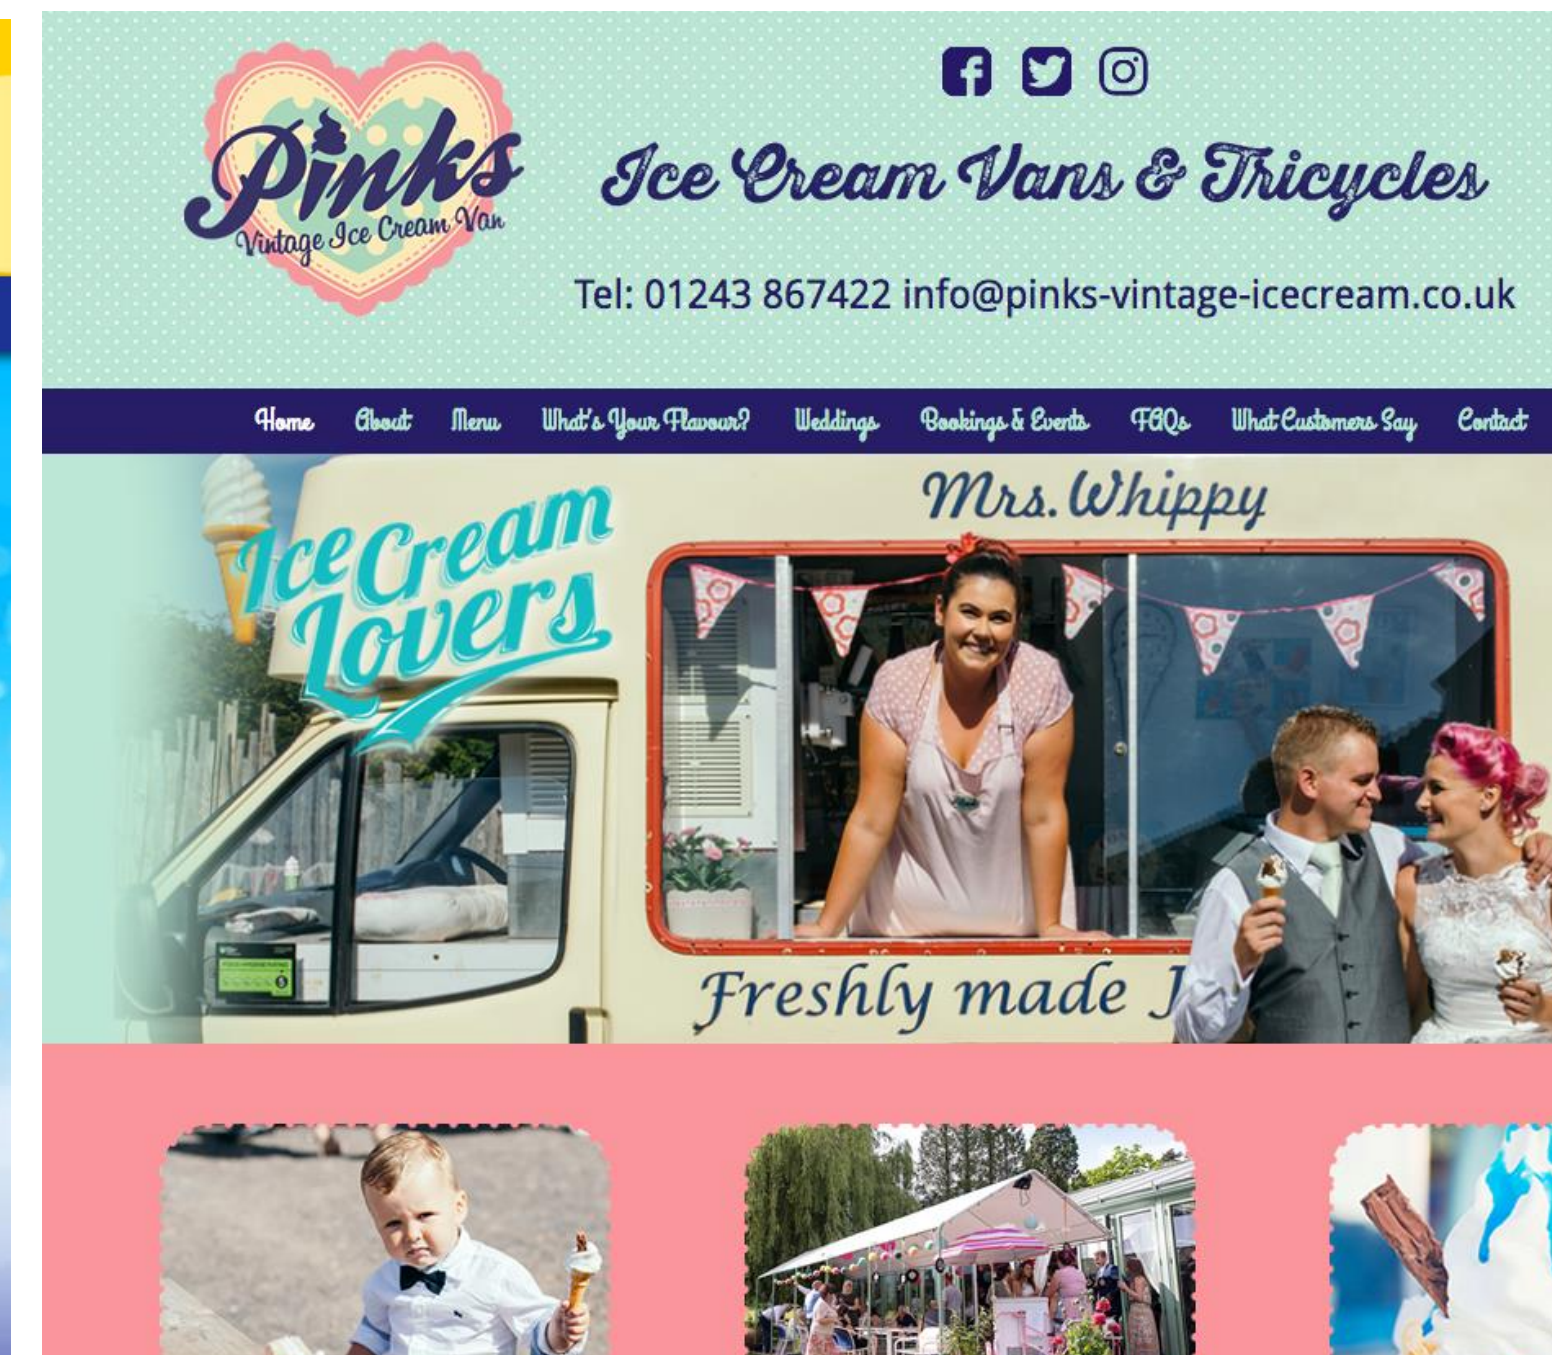 Pinks
Vintage Ice Cream Van
Ice Cream Vans & Tricycles
Tel: 01243 867422 info@pinks-vintage-icecream.co.uk
Home About Menu What's Your Flavour? Weddings Bookings & Events FAQs What Customers Say Contact
Ice Cream
Lovers
Mrs. Whippy
Freshly made